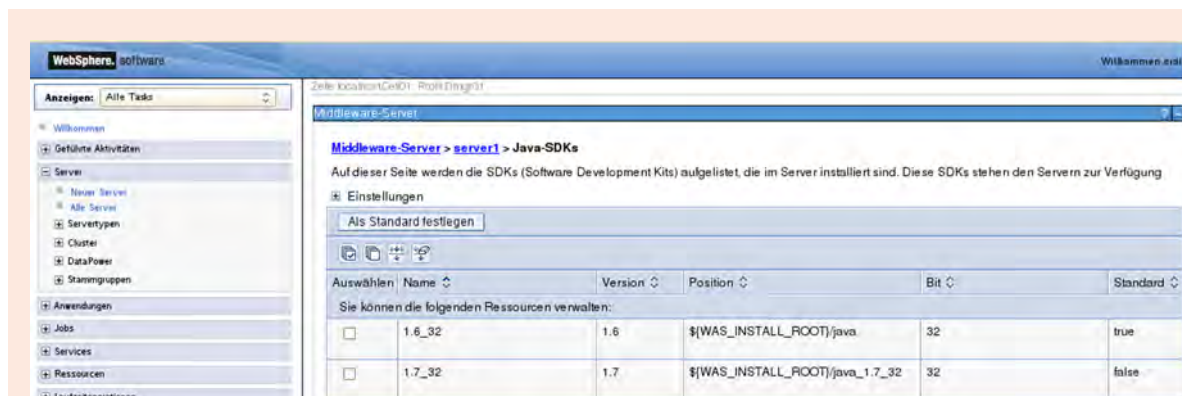 WebSphere. software
Willkommen
Anzeigen: Alle Tasks
Willkommen
Geführte Aktivitäten
Server
Neuer Server
Alle Server
Servertypen
Cluster
DataPower
Stammgruppen
Anwendungen
Jobs
Services
Ressourcen
Middleware-Server
Middleware-Server > server1 > Java-SDKs
Auf dieser Seite werden die SDKs (Software Development Kits) aufgelistet, die im Server installiert sind. Diese SDKs stehen den Servern zur Verfügung
Einstellungen
Als Standard festlegen
Auswählen Name Version Position Bit Standard
Sie können die folgenden Ressourcen verwalten:
1.6_32 1.6 ${WAS_INSTALL_ROOT}/java 32 true
1.7_32 1.7 ${WAS_INSTALL_ROOT}/java_1.7_32 32 false